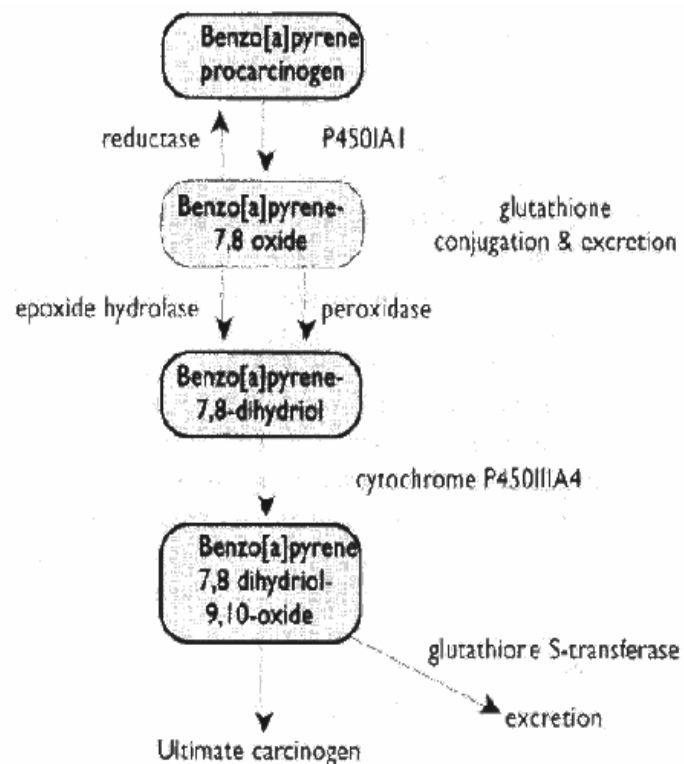 Benzo[a]pyrene
procarcinogen
reductase
P450IA1
Benzo[a]pyrene-
7,8 oxide
glutathione
conjugation & excretion
epoxide hydrolase
peroxidase
Benzo[a]pyrene-
7,8-dihydriol
cytochrome P450IIIA4
Benzo[a]pyrene
7,8 dihydriol-
9,10-oxide
glutathione S-transferase
excretion
Ultimate carcinogen